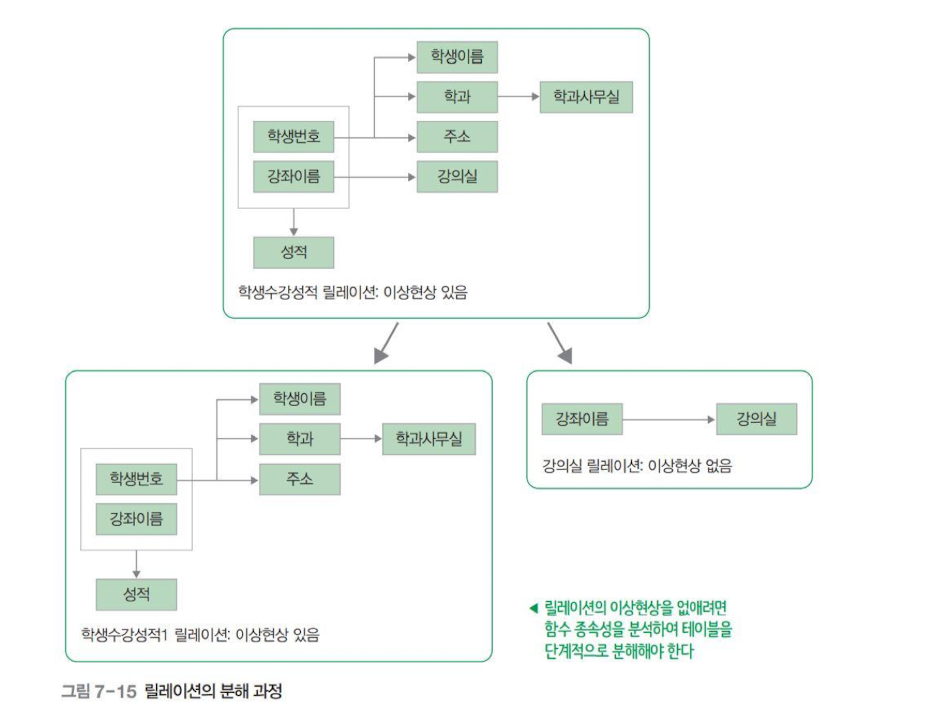 학생이름
학과
학과사무실
학생번호
주소
강좌이름
강의실
성적
학생수강성적 릴레이션: 이상현상 있음
학생이름
학과
학과사무실
학생번호
주소
강좌이름
성적
학생수강성적1 릴레이션: 이상현상 있음
강좌이름
강의실
강의실 릴레이션: 이상현상 없음
◀ 릴레이션의 이상현상을 없애려면
함수 종속성을 분석하여 테이블을
단계적으로 분해해야 한다
그림 7-15 릴레이션의 분해 과정